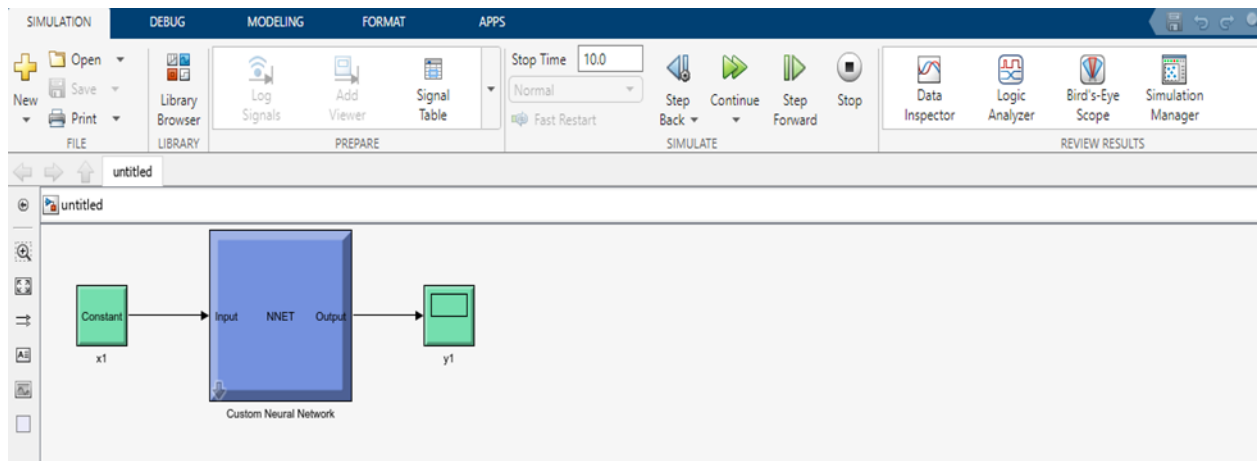 SIMULATION DEBUG MODELING FORMAT APPS
New
Open
Save
Print
FILE
Library
Browser
LIBRARY
Log
Signals
Add
Viewer
Signal
Table
PREPARE
Stop Time 10.0
Normal
Fast Restart
Step
Back
Continue
Step
Forward
Stop
SIMULATE
Data
Inspector
Logic
Analyzer
Bird's-Eye
Scope
Simulation
Manager
REVIEW RESULTS
untitled
untitled
Constant
x1
Input NNET Output
Custom Neural Network
y1